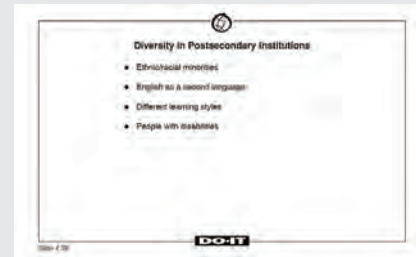 Diversity in Postsecondary Institutions
• Ethnic/racial minorities
• English as a second language
• Different learning styles
• People with disabilities
DO-IT